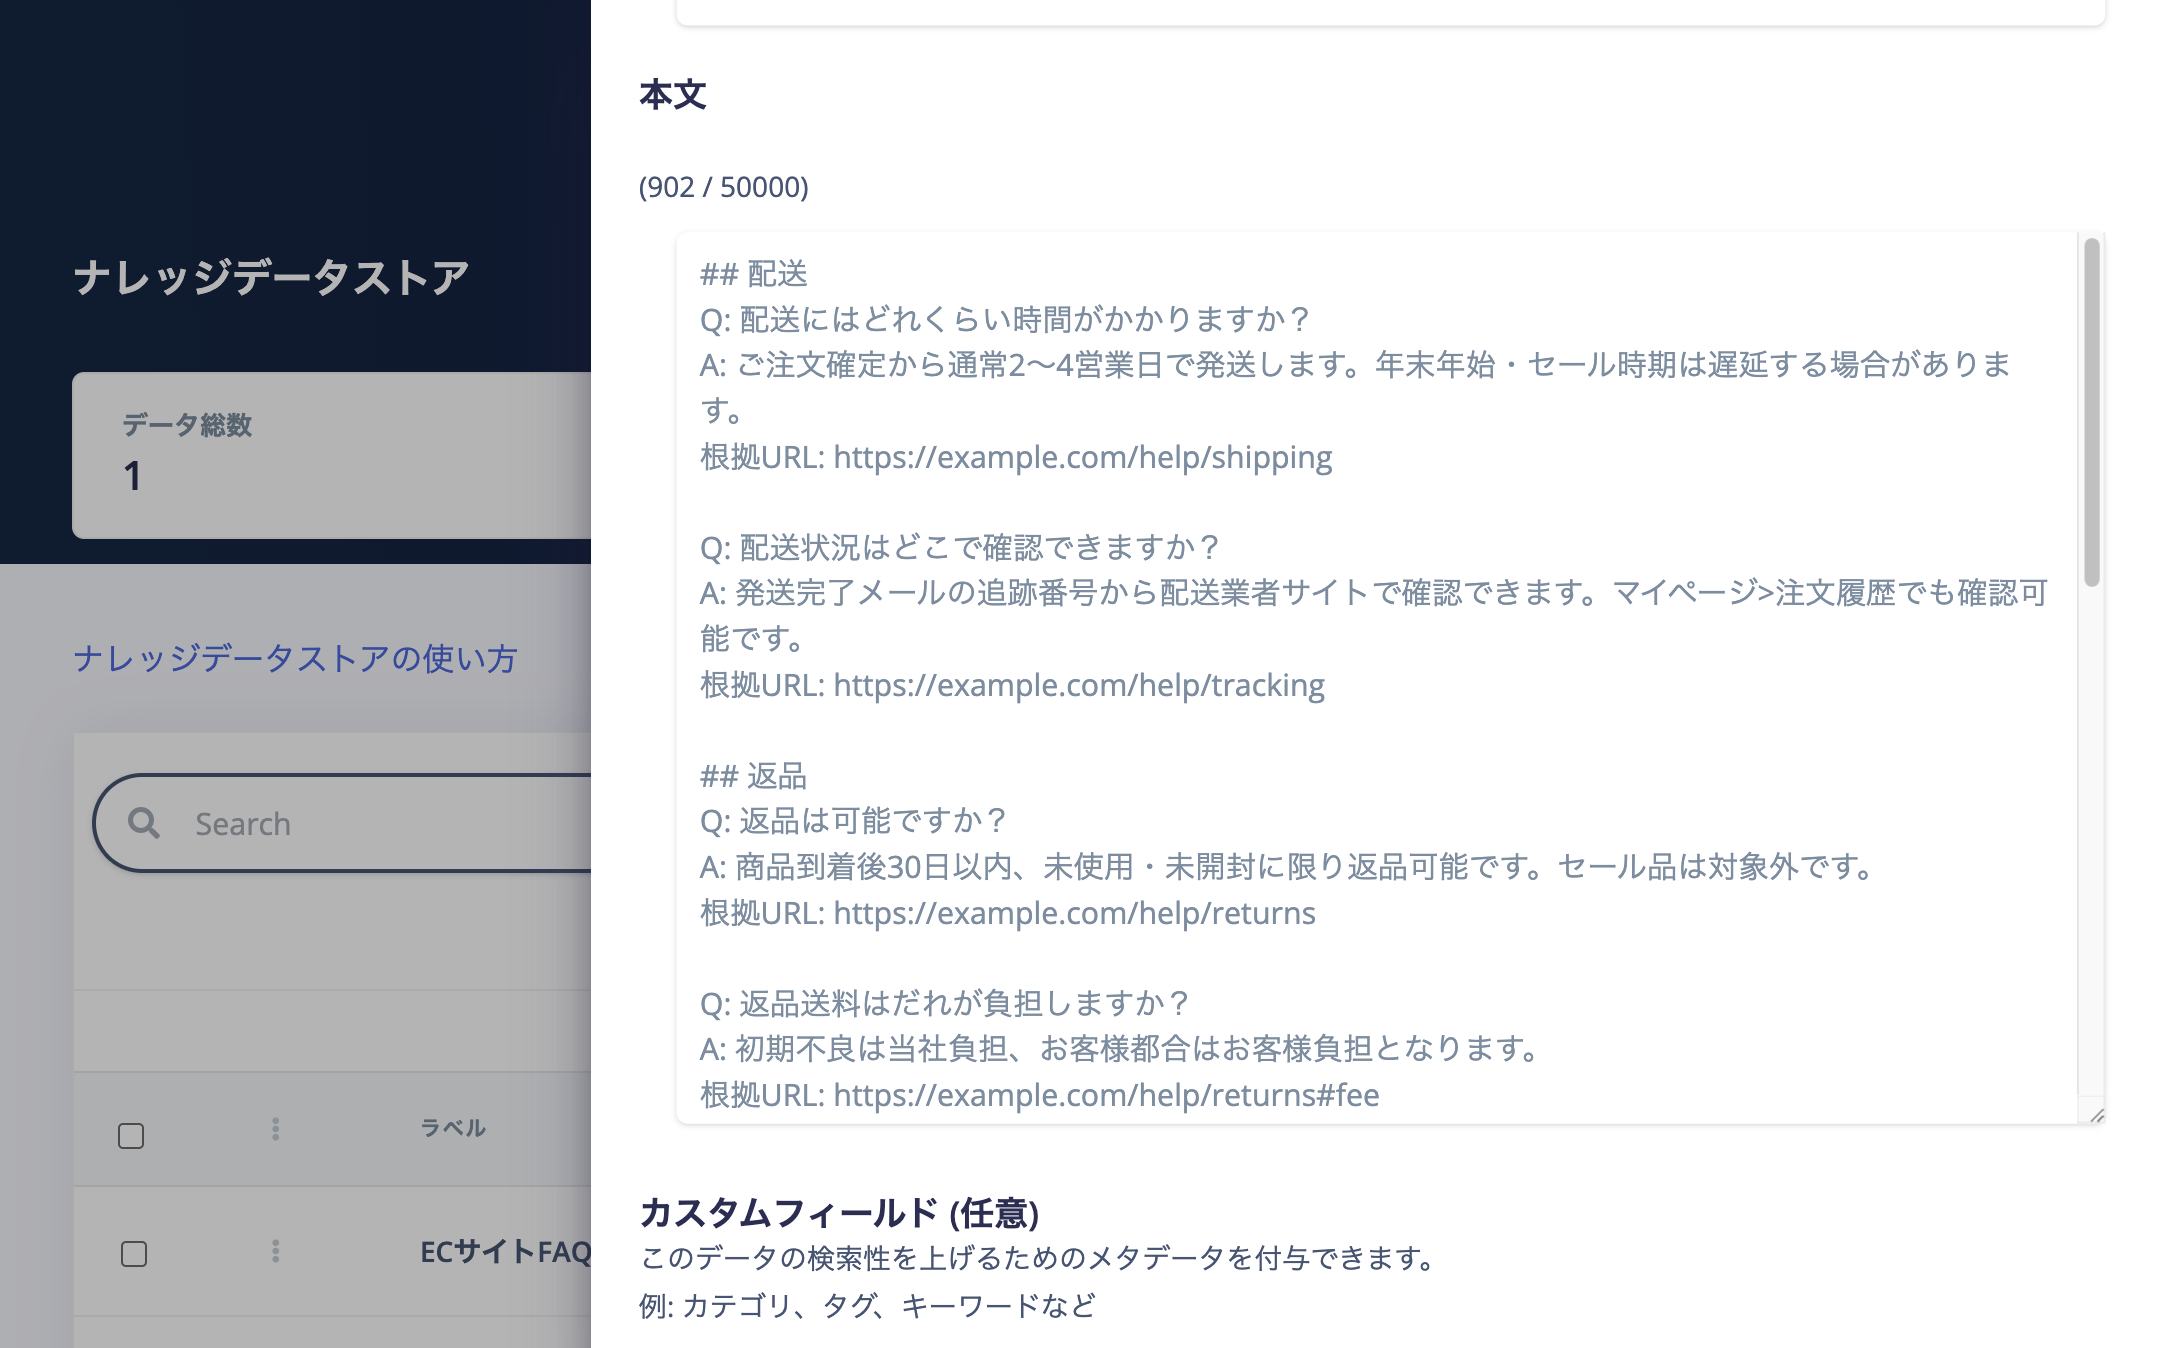 ナレッジデータストア
データ総数
1
ナレッジデータストアの使い方
Search
ラベル
ECサイトFAQ
本文
(902 / 50000)
## 配送
Q: 配送にはどれくらい時間がかかりますか？
A: ご注文確定から通常2〜4営業日で発送します。年末年始・セール時期は遅延する場合がありま
す。
根拠URL: https://example.com/help/shipping
Q: 配送状況はどこで確認できますか？
A: 発送完了メールの追跡番号から配送業者サイトで確認できます。マイページ>注文履歴でも確認可
能です。
根拠URL: https://example.com/help/tracking
## 返品
Q: 返品は可能ですか？
A: 商品到着後30日以内、未使用・未開封に限り返品可能です。セール品は対象外です。
根拠URL: https://example.com/help/returns
Q: 返品送料はだれが負担しますか？
A: 初期不良は当社負担、お客様都合はお客様負担となります。
根拠URL: https://example.com/help/returns#fee
カスタムフィールド (任意)
このデータの検索性を上げるためのメタデータを付与できます。
例: カテゴリ、タグ、キーワードなど